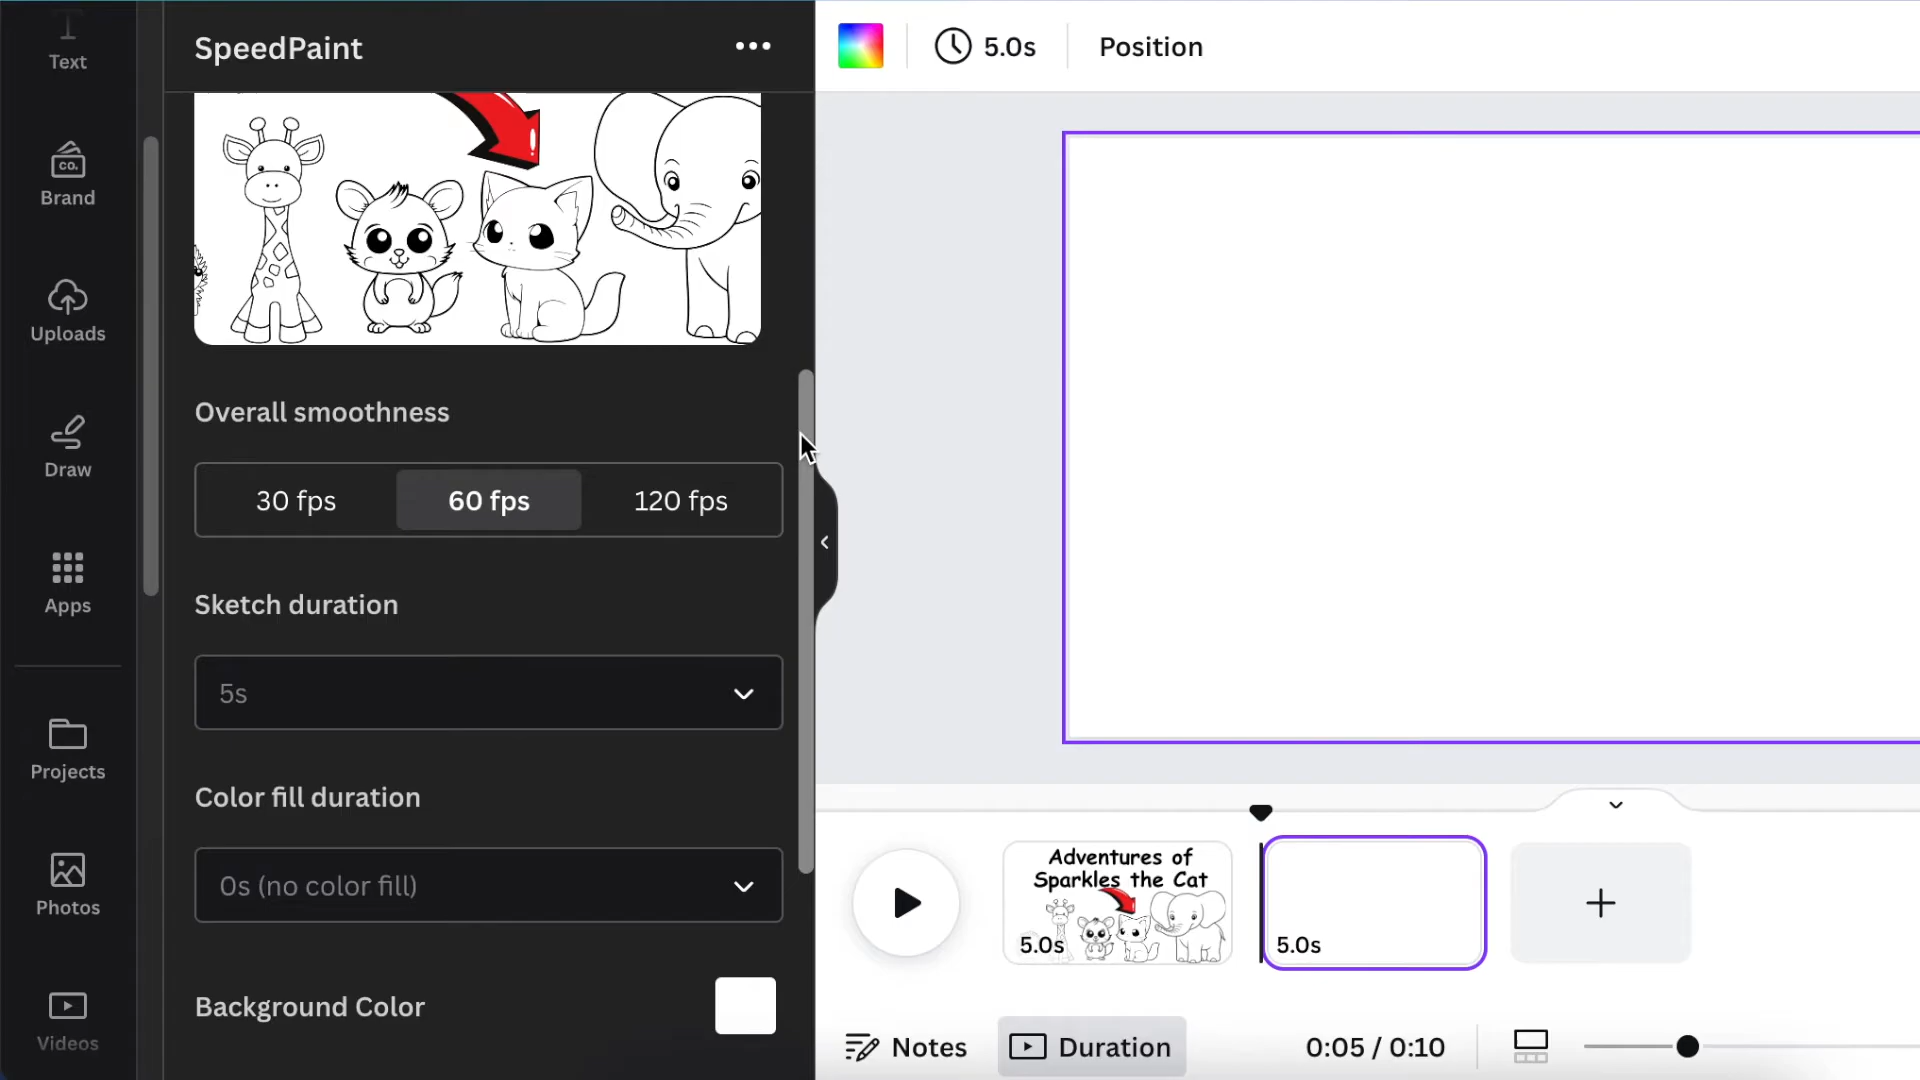 Text
Brand
co.
Uploads
Draw
Apps
Projects
Photos
Videos
SpeedPaint
Overall smoothness
30 fps
60 fps
120 fps
Sketch duration
5s
Color fill duration
0s (no color fill)
Background Color
5.0s
Position
Adventures of
Sparkles the Cat
5.0s
5.0s
Notes
Duration
0:05 / 0:10